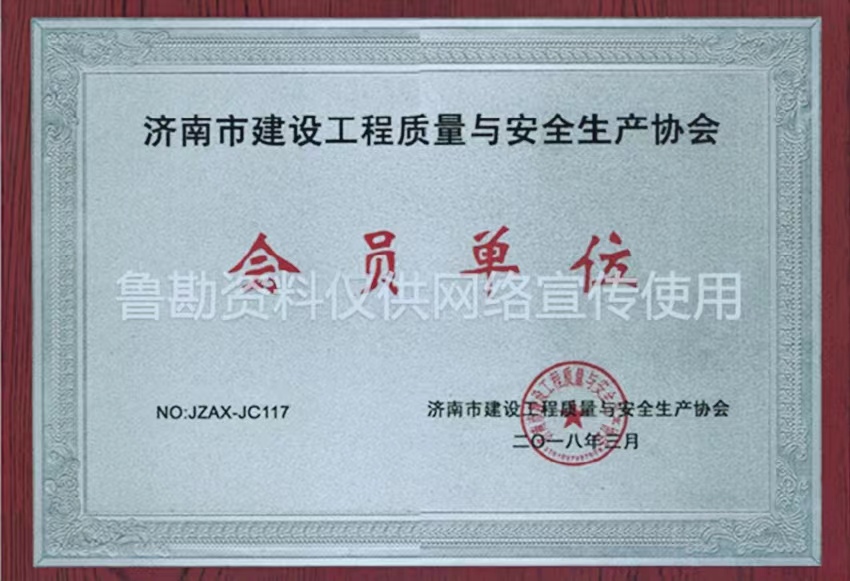 济南市建设工程质量与安全生产协会
会员单位
鲁勘资料仅供网络宣传使用
NO:JZAX-JC117
济南市建设工程质量与安全生产协会
二〇一八年三月